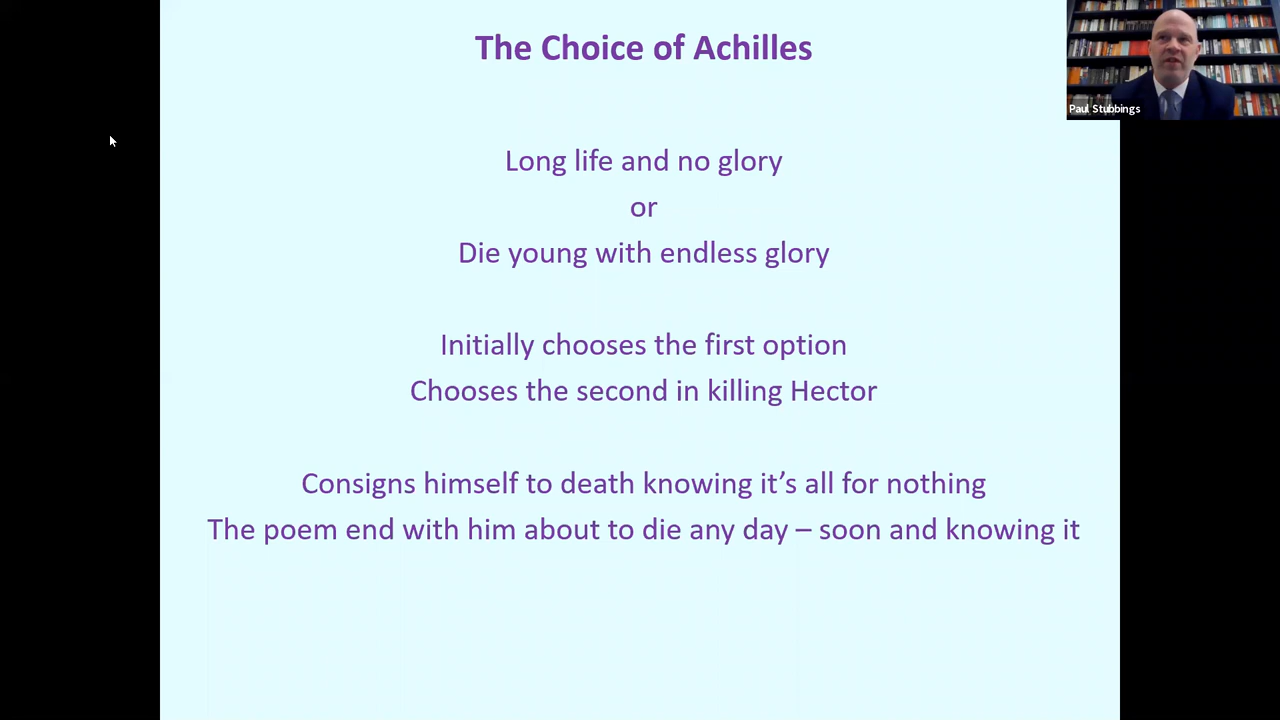 The Choice of Achilles
Paul Stubbings
Long life and no glory
or
Die young with endless glory
Initially chooses the first option
Chooses the second in killing Hector
Consigns himself to death knowing it’s all for nothing
The poem end with him about to die any day – soon and knowing it